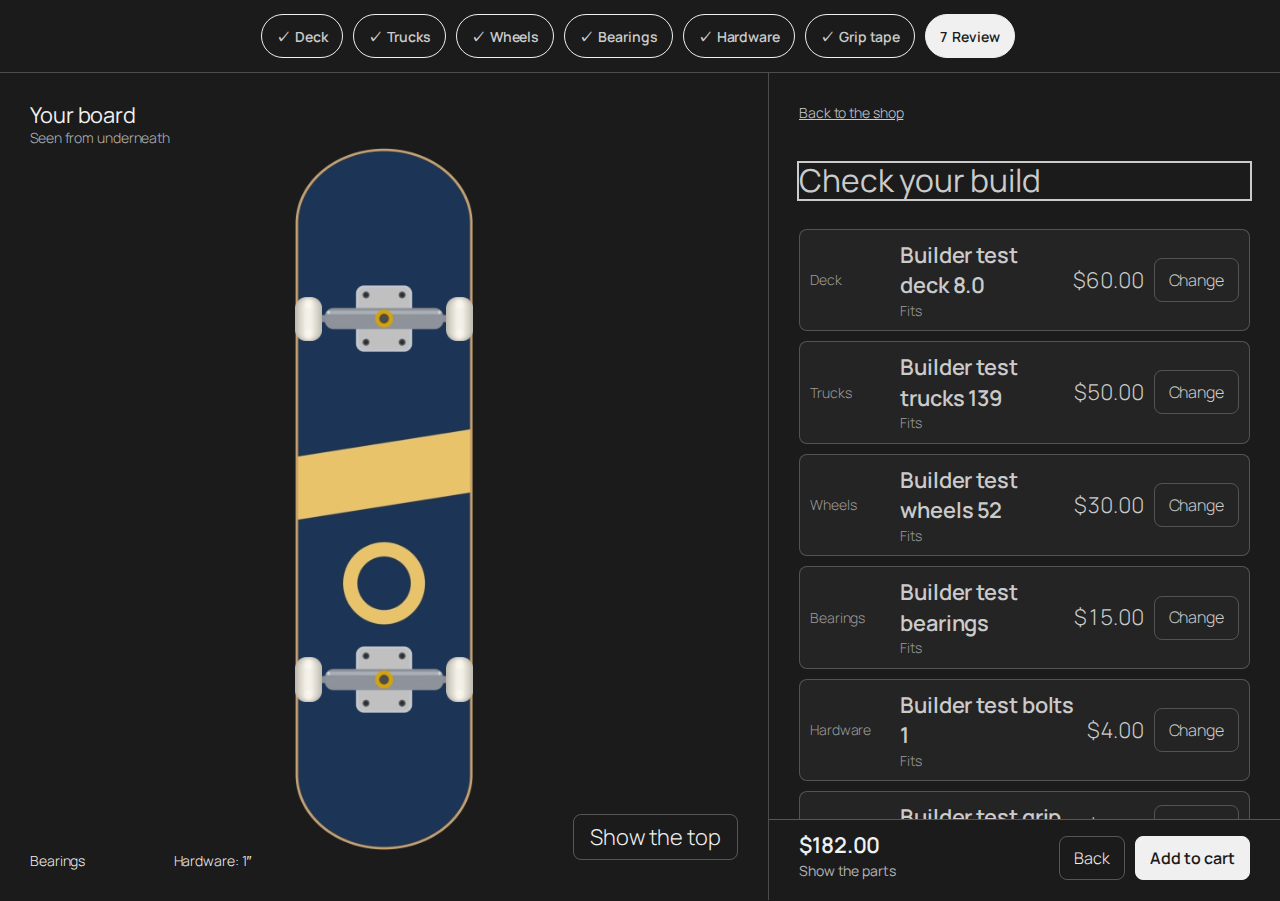 ✓ Deck ✓ Trucks ✓ Wheels ✓ Bearings ✓ Hardware ✓ Grip tape 7 Review
Your board
Seen from underneath
Bearings Hardware: 1″
Show the top
Back to the shop
Check your build
Deck
Builder test
deck 8.0
Fits
$60.00
Change
Trucks
Builder test
trucks 139
Fits
$50.00
Change
Wheels
Builder test
wheels 52
Fits
$30.00
Change
Bearings
Builder test
bearings
Fits
$15.00
Change
Hardware
Builder test bolts
1
Fits
$4.00
Change
Builder test grip
$182.00
Show the parts
Back
Add to cart